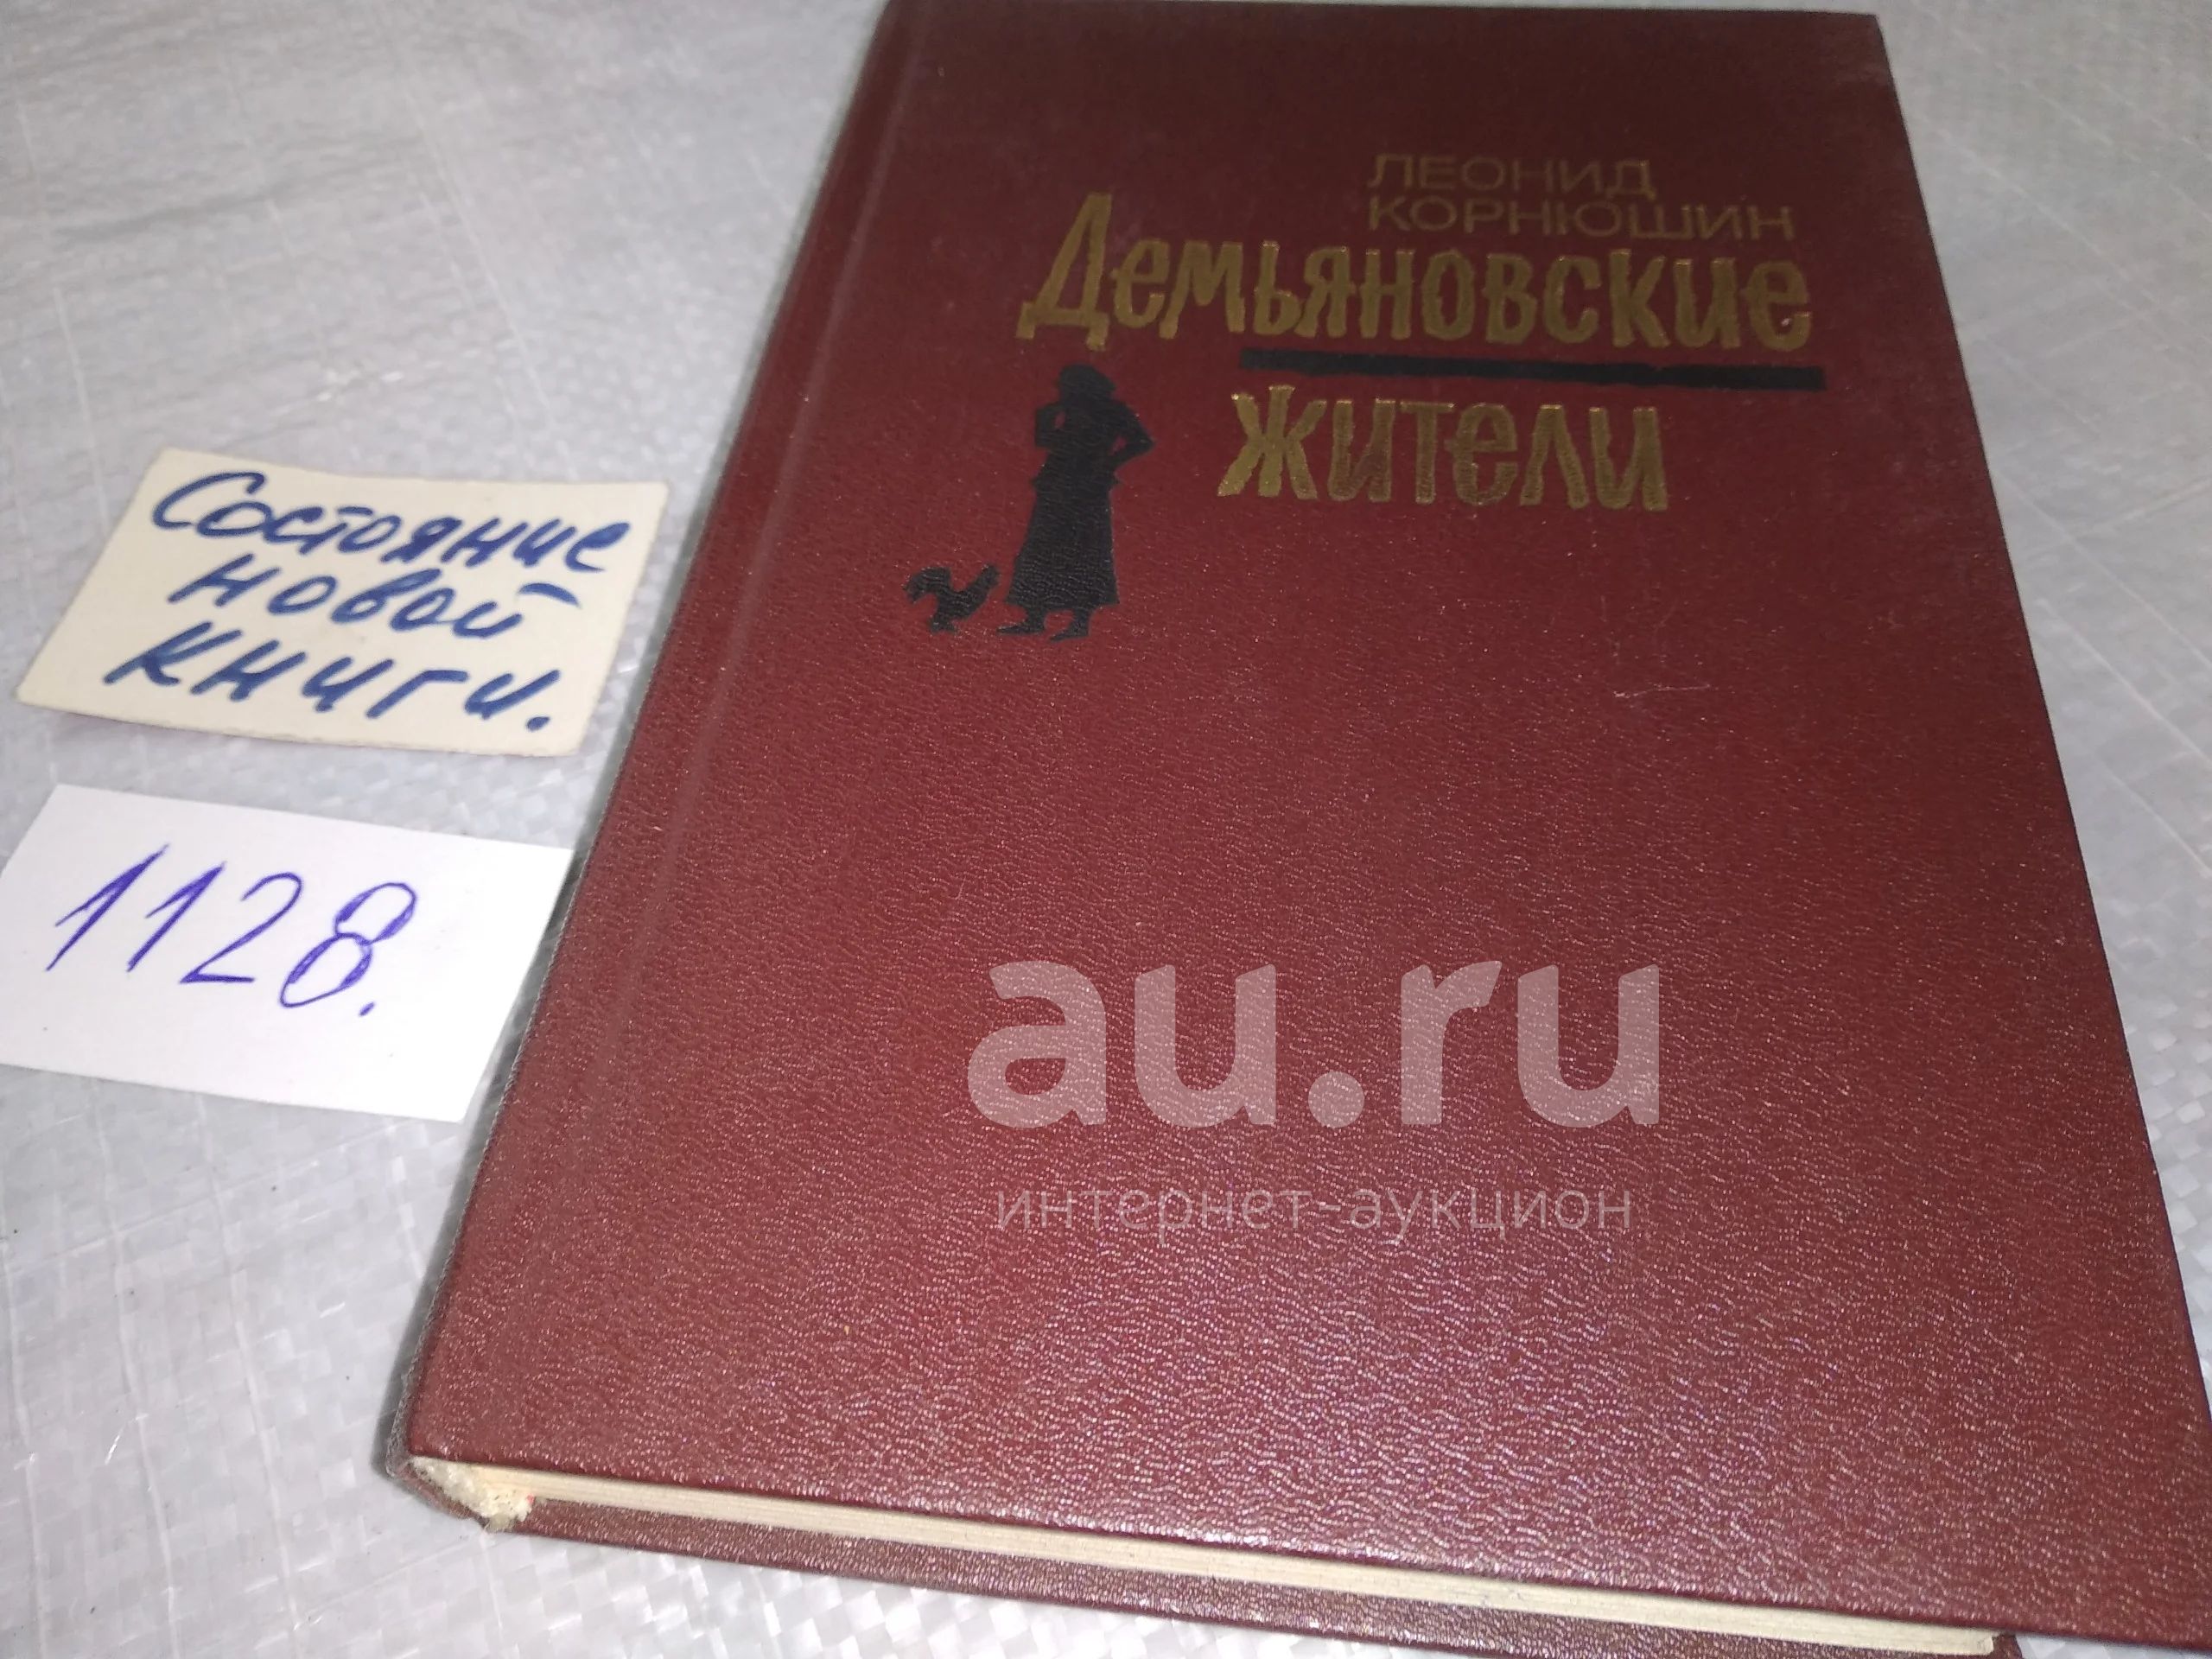 ЛЕОНИД
КОРНЮШИН
Демьяновские
жители
Состояние
новой
книги.
1128.
au.ru
интернет-аукцион